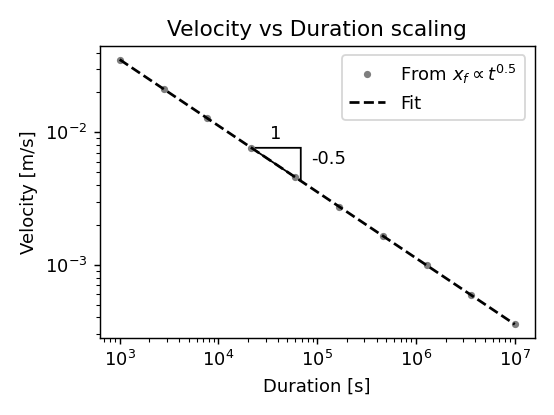 Velocity vs Duration scaling
From $x_f \propto t^{0.5}$
Fit
1
-0.5
Velocity [m/s]
$10^{-2}$
$10^{-3}$
$10^3$ $10^4$ $10^5$ $10^6$ $10^7$
Duration [s]